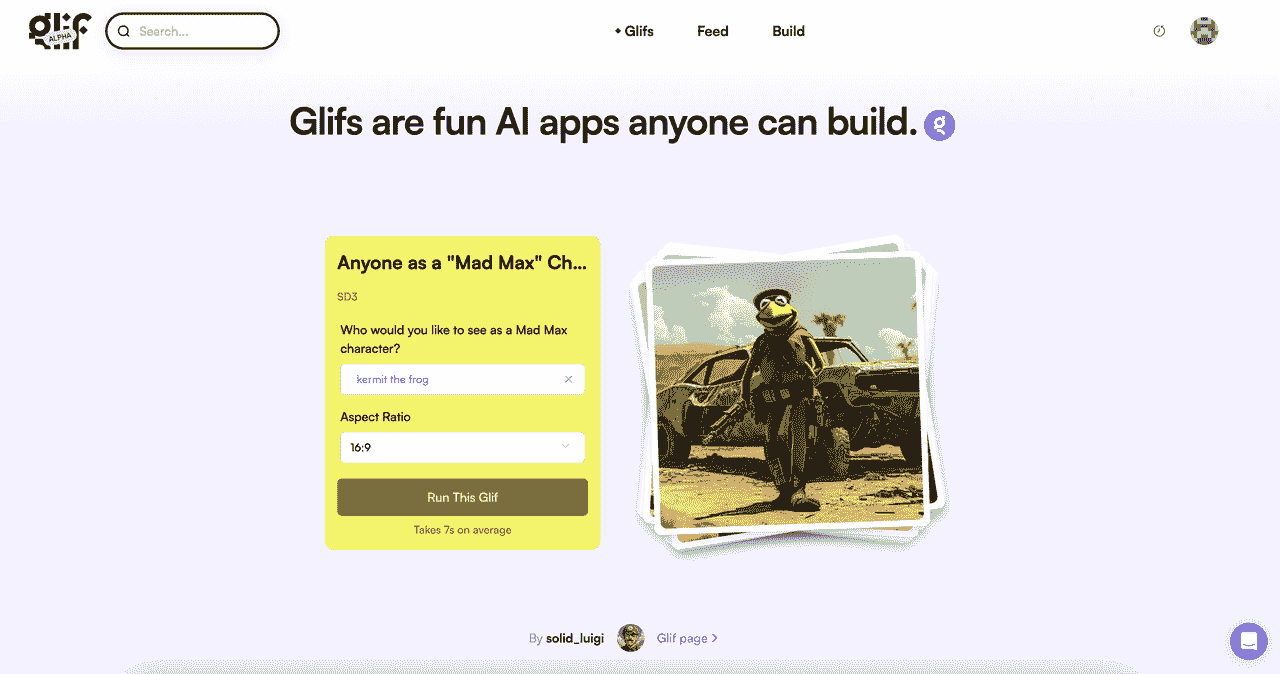 glif
ALPHA
Search...
Glifs
Feed
Build
Glifs are fun AI apps anyone can build.
g
Anyone as a "Mad Max" Ch...
SD3
Who would you like to see as a Mad Max
character?
kermit the frog
Aspect Ratio
16:9
Run This Glif
Takes 7s on average
By solid_luigi
Glif page